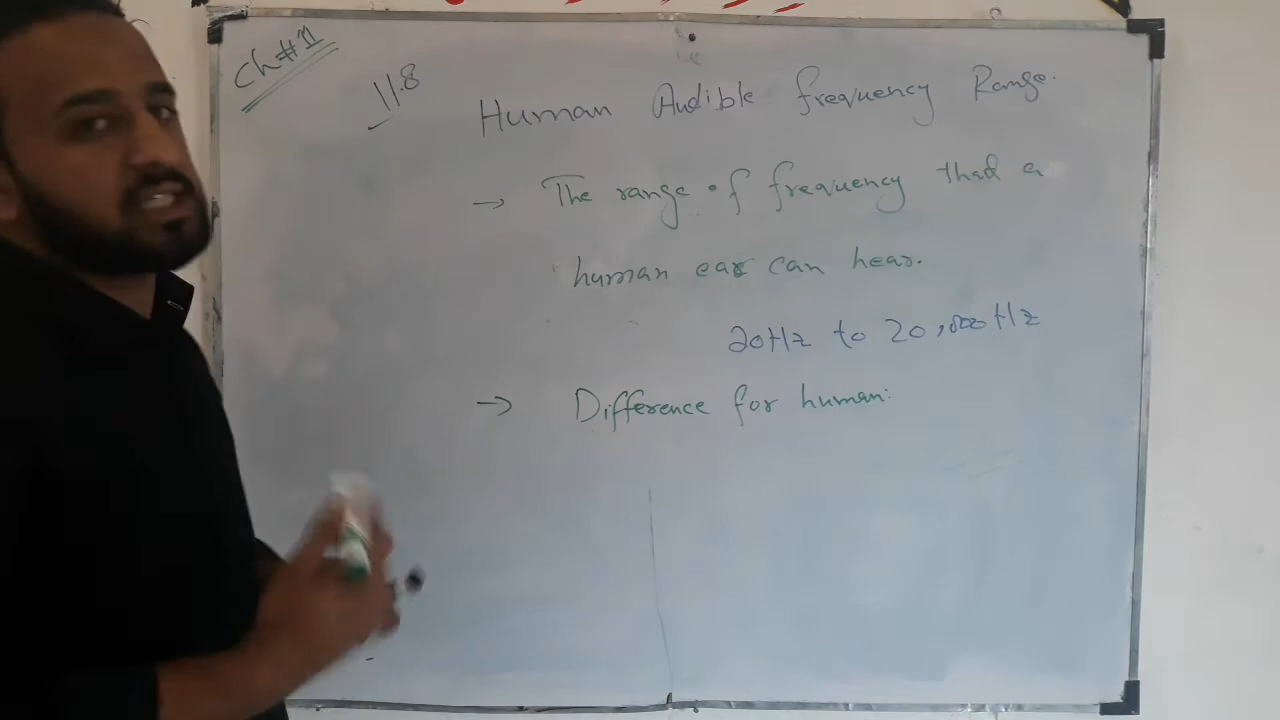 Ch#11
11.8
Human Audible frequency Range.
→ The range of frequency that a
human ear can hear.
20Hz to 20,000Hz
→ Difference for human: